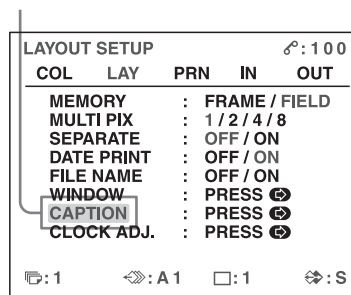 LAYOUT SETUP :100
COL LAY PRN IN OUT
MEMORY : FRAME / FIELD
MULTI PIX : 1 / 2 / 4 / 8
SEPARATE : OFF / ON
DATE PRINT : OFF / ON
FILE NAME : OFF / ON
WINDOW : PRESS
CAPTION : PRESS
CLOCK ADJ. : PRESS
:1 :A1 :1 :S